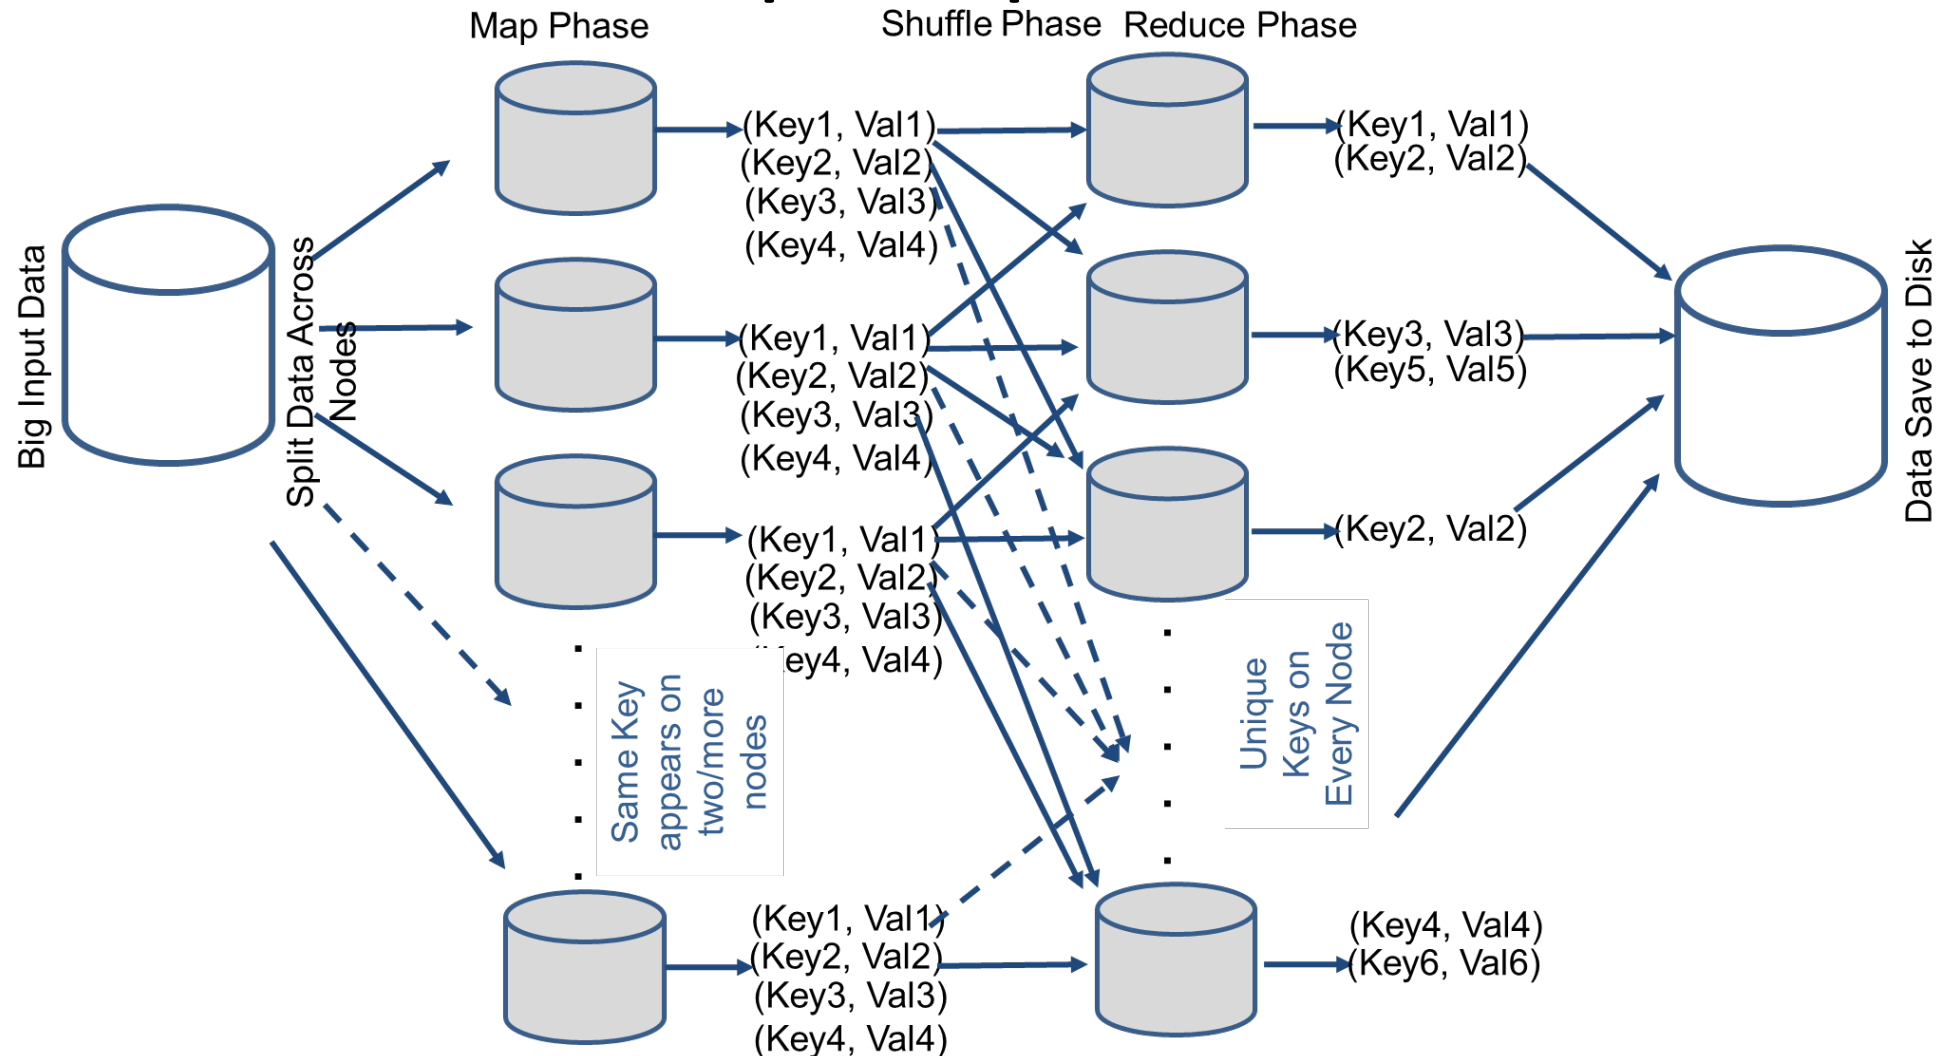 Map Phase
Shuffle Phase
Reduce Phase
Big Input Data
Split Data Across
Nodes
(Key1, Val1)
(Key2, Val2)
(Key3, Val3)
(Key4, Val4)
(Key1, Val1)
(Key2, Val2)
(Key3, Val3)
(Key4, Val4)
(Key1, Val1)
(Key2, Val2)
(Key3, Val3)
ey4, Val4)
Same Key
appears on
two/more
nodes
(Key1, Val1)
(Key2, Val2)
(Key3, Val3)
(Key4, Val4)
(Key1, Val1)
(Key2, Val2)
(Key3, Val3)
(Key5, Val5)
(Key2, Val2)
Unique
Keys on
Every Node
(Key4, Val4)
(Key6, Val6)
Data Save to Disk